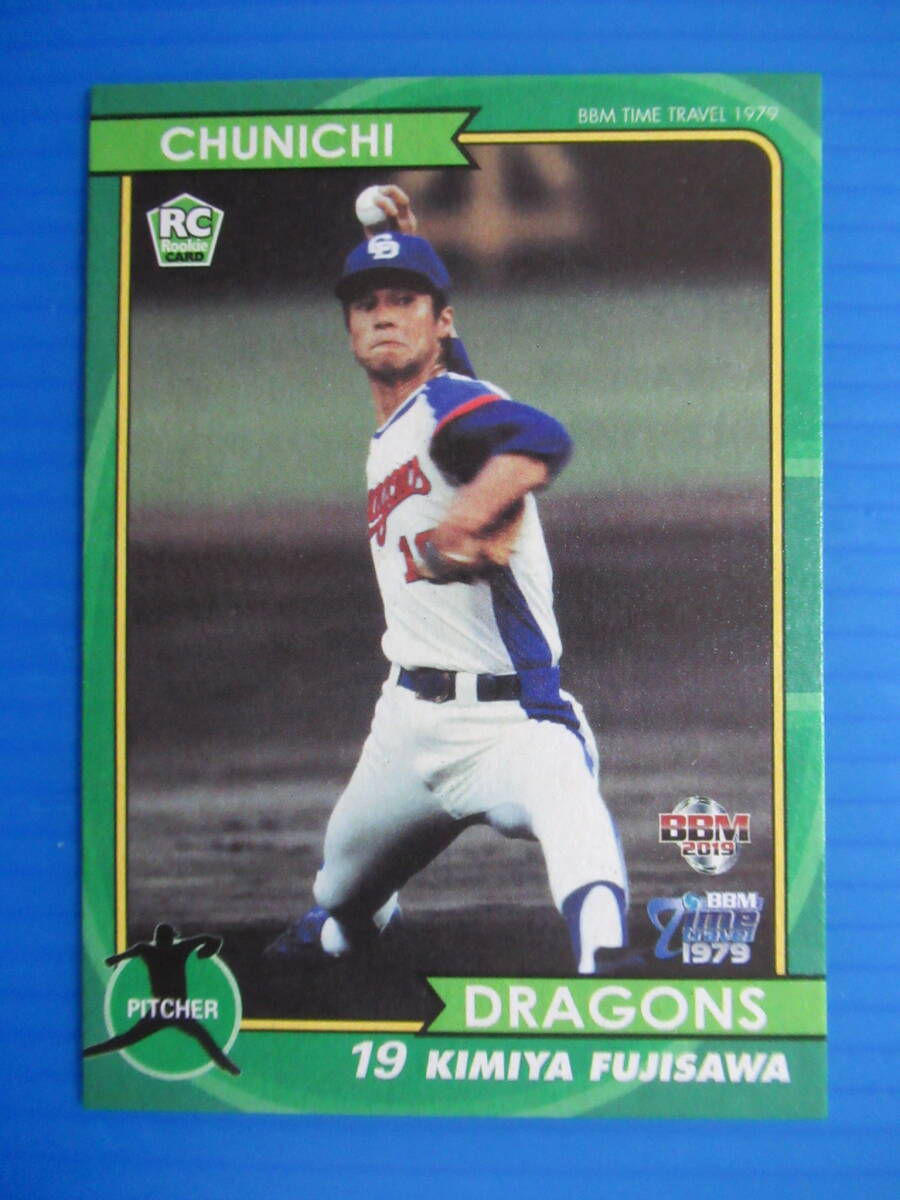 CHUNICHI
BBM TIME TRAVEL 1979
RC
Rookie
CARD
CD
BBM
2019
BBM
Time
travel
1979
PITCHER
DRAGONS
19 KIMIYA FUJISAWA